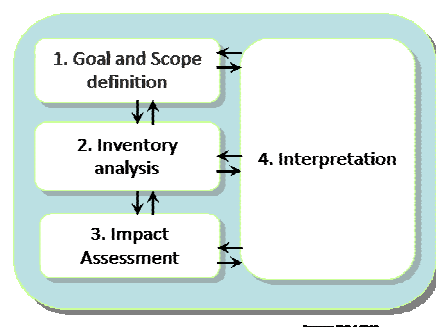 1. Goal and Scope
definition
2. Inventory
analysis
3. Impact
Assessment
4. Interpretation